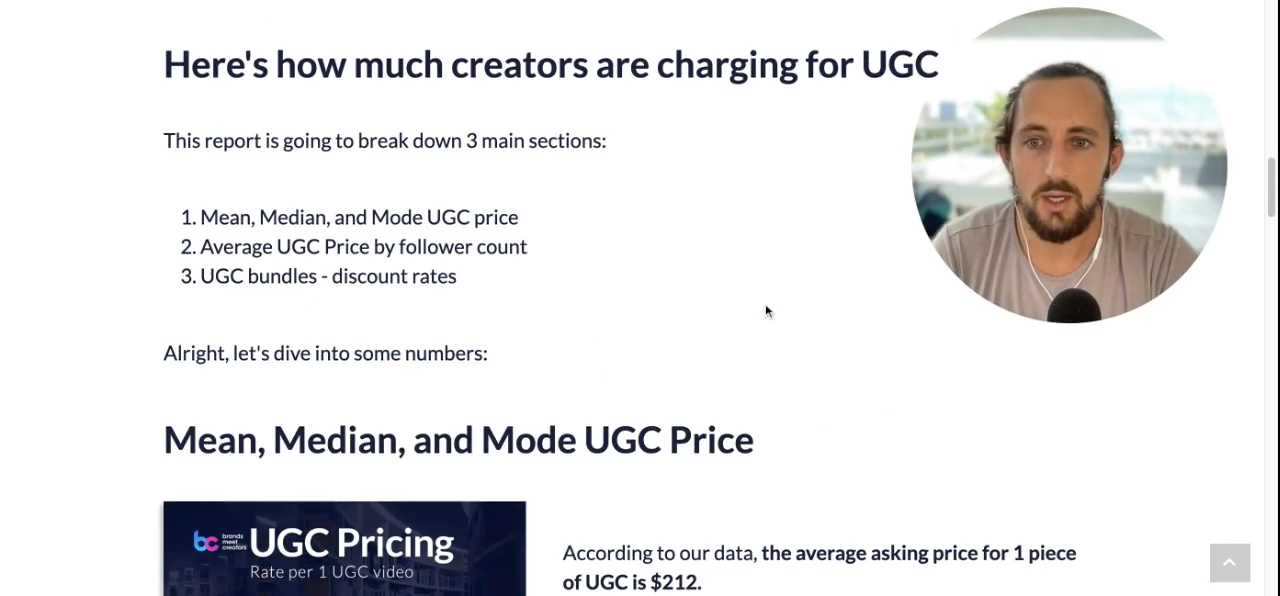 Here's how much creators are charging for UGC
This report is going to break down 3 main sections:
1. Mean, Median, and Mode UGC price
2. Average UGC Price by follower count
3. UGC bundles - discount rates
Alright, let's dive into some numbers:
Mean, Median, and Mode UGC Price
bc brands meet creators UGC Pricing
Rate per 1 UGC video
According to our data, the average asking price for 1 piece
of UGC is $212.